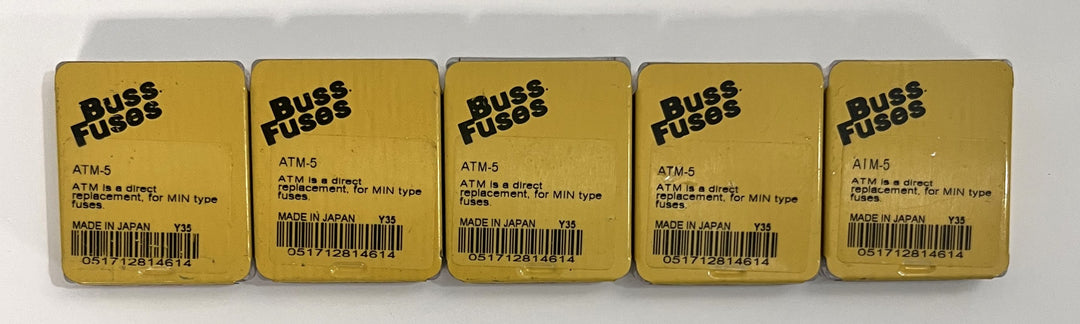 Buss
Fuses
ATM-5
ATM is a direct
replacement, for MIN type
fuses.
MADE IN JAPAN Y35
051712814614
Buss
Fuses
ATM-5
ATM is a direct
replacement, for MIN type
fuses.
MADE IN JAPAN Y35
051712814614
Buss
Fuses
ATM-5
ATM is a direct
replacement, for MIN type
fuses.
MADE IN JAPAN Y35
051712814614
Buss
Fuses
ATM-5
ATM is a direct
replacement, for MIN type
fuses.
MADE IN JAPAN Y35
051712814614
Buss
Fuses
ATM-5
ATM is a direct
replacement, for MIN type
fuses.
MADE IN JAPAN Y35
051712814614